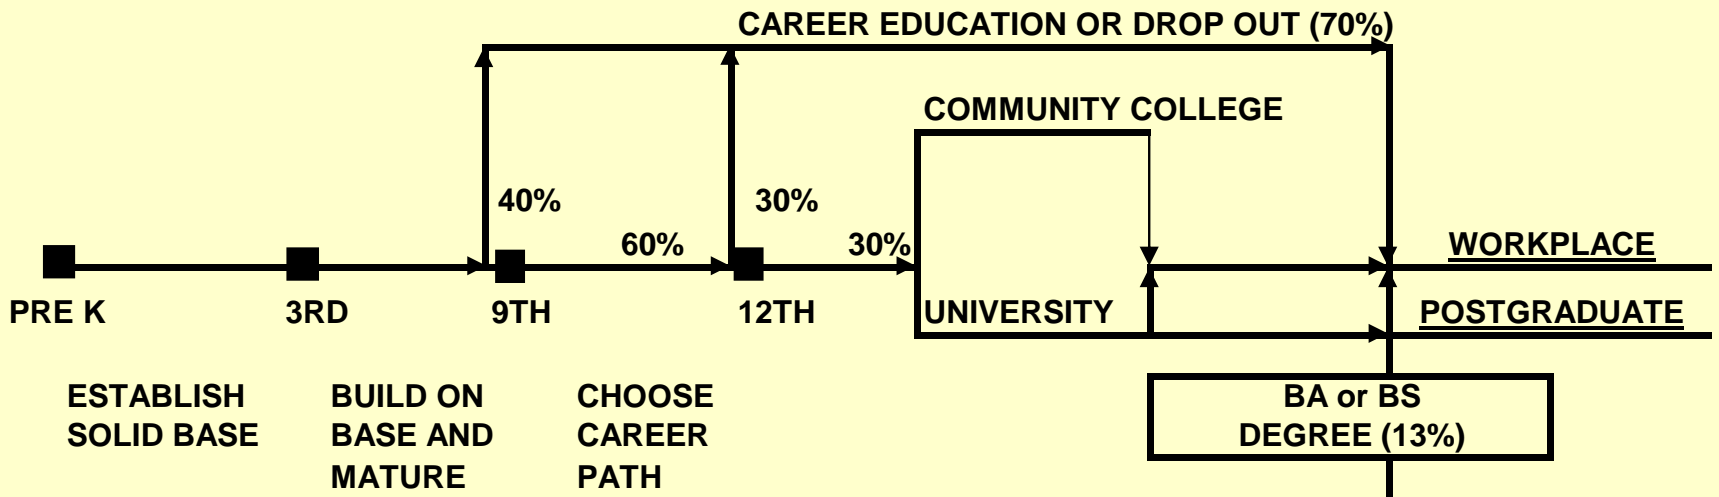 CAREER EDUCATION OR DROP OUT (70%)
COMMUNITY COLLEGE
40%
30%
60%
30%
WORKPLACE
PRE K
3RD
9TH
12TH
UNIVERSITY
POSTGRADUATE
ESTABLISH
SOLID BASE
BUILD ON
BASE AND
MATURE
CHOOSE
CAREER
PATH
BA or BS
DEGREE (13%)